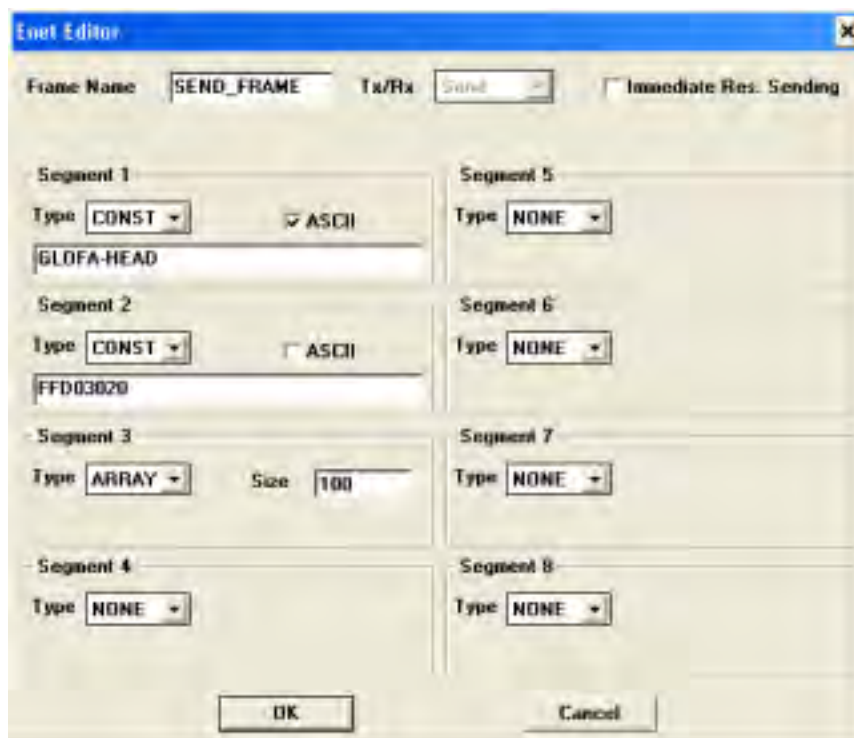 Enet Editor
Frame Name SEND_FRAME Tx/Rx Send Immediate Res. Sending
Segment 1
Type CONST ASCII
GLOFA-HEAD
Segment 2
Type CONST ASCII
FFD03020
Segment 3
Type ARRAY Size 100
Segment 4
Type NONE
Segment 5
Type NONE
Segment 6
Type NONE
Segment 7
Type NONE
Segment 8
Type NONE
OK Cancel